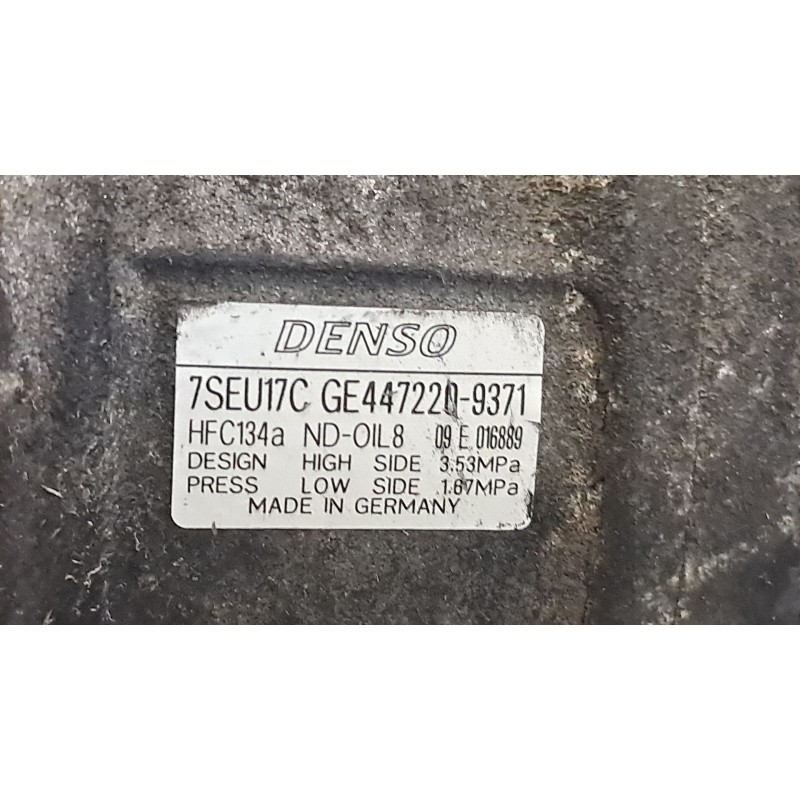 DENSO
7SEU17C GE447220-9371
HFC134a ND-OIL8 09 E 016889
DESIGN HIGH SIDE 3.53MPa
PRESS LOW SIDE 1.67MPa
MADE IN GERMANY